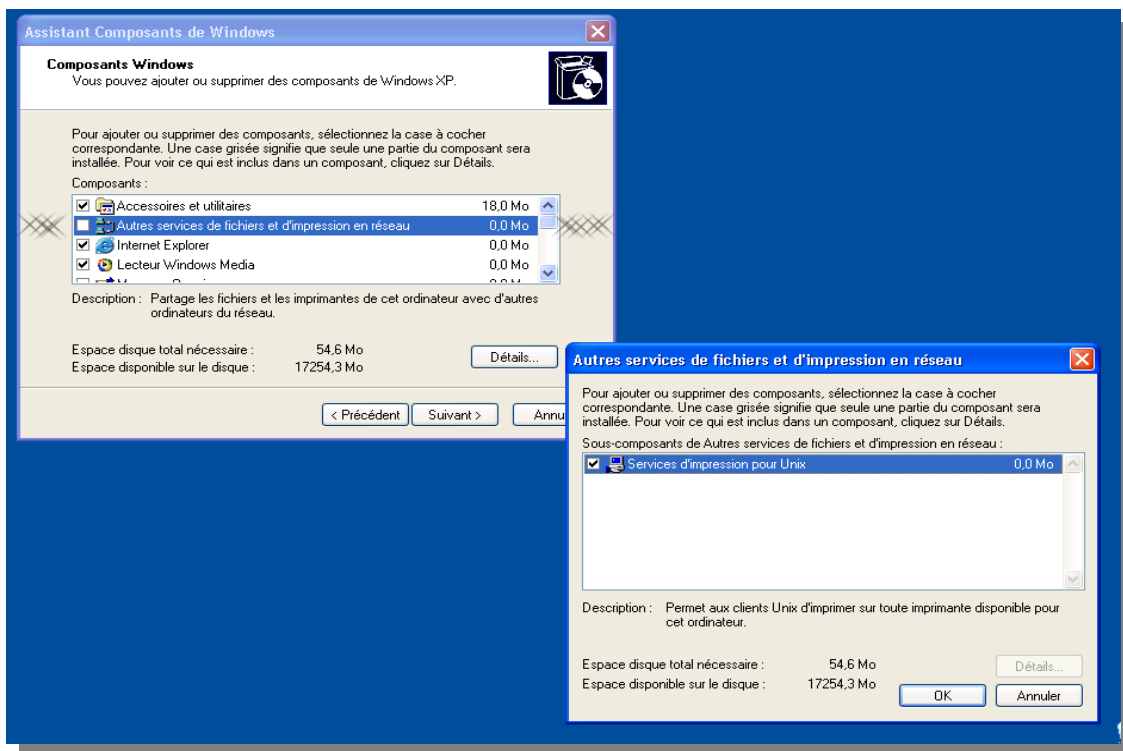 Assistant Composants de Windows
Composants Windows
Vous pouvez ajouter ou supprimer des composants de Windows XP.
Pour ajouter ou supprimer des composants, sélectionnez la case à cocher
correspondante. Une case grisée signifie que seule une partie du composant sera
installée. Pour voir ce qui est inclus dans un composant, cliquez sur Détails.
Composants :
Accessoires et utilitaires 18,0 Mo
Autres services de fichiers et d'impression en réseau 0,0 Mo
Internet Explorer 0,0 Mo
Lecteur Windows Media 0,0 Mo
Description : Partage les fichiers et les imprimantes de cet ordinateur avec d'autres
ordinateurs du réseau.
Espace disque total nécessaire : 54,6 Mo
Espace disponible sur le disque : 17254,3 Mo
Détails...
< Précédent Suivant > Annu
Autres services de fichiers et d'impression en réseau
Pour ajouter ou supprimer des composants, sélectionnez la case à cocher
correspondante. Une case grisée signifie que seule une partie du composant sera
installée. Pour voir ce qui est inclus dans un composant, cliquez sur Détails.
Sous-composants de Autres services de fichiers et d'impression en réseau :
Services d'impression pour Unix 0,0 Mo
Description : Permet aux clients Unix d'imprimer sur toute imprimante disponible pour
cet ordinateur.
Espace disque total nécessaire : 54,6 Mo
Espace disponible sur le disque : 17254,3 Mo
Détails...
OK Annuler